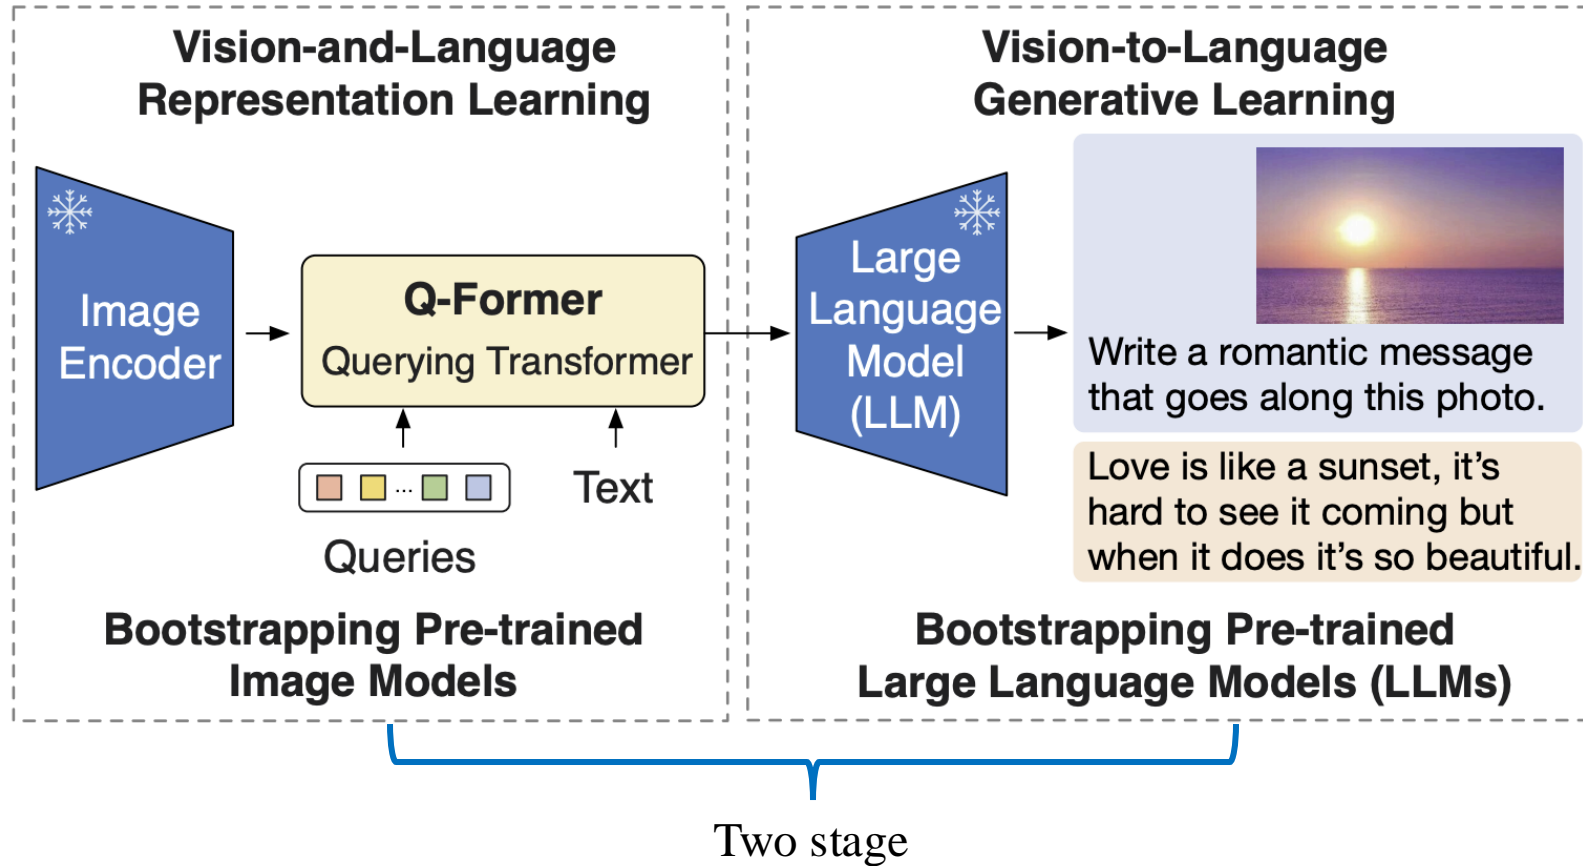 Vision-and-Language
Representation Learning
Image
Encoder
Q-Former
Querying Transformer
...
Queries
Text
Bootstrapping Pre-trained
Image Models
Vision-to-Language
Generative Learning
Large
Language
Model
(LLM)
Write a romantic message
that goes along this photo.
Love is like a sunset, it's
hard to see it coming but
when it does it's so beautiful.
Bootstrapping Pre-trained
Large Language Models (LLMs)
Two stage